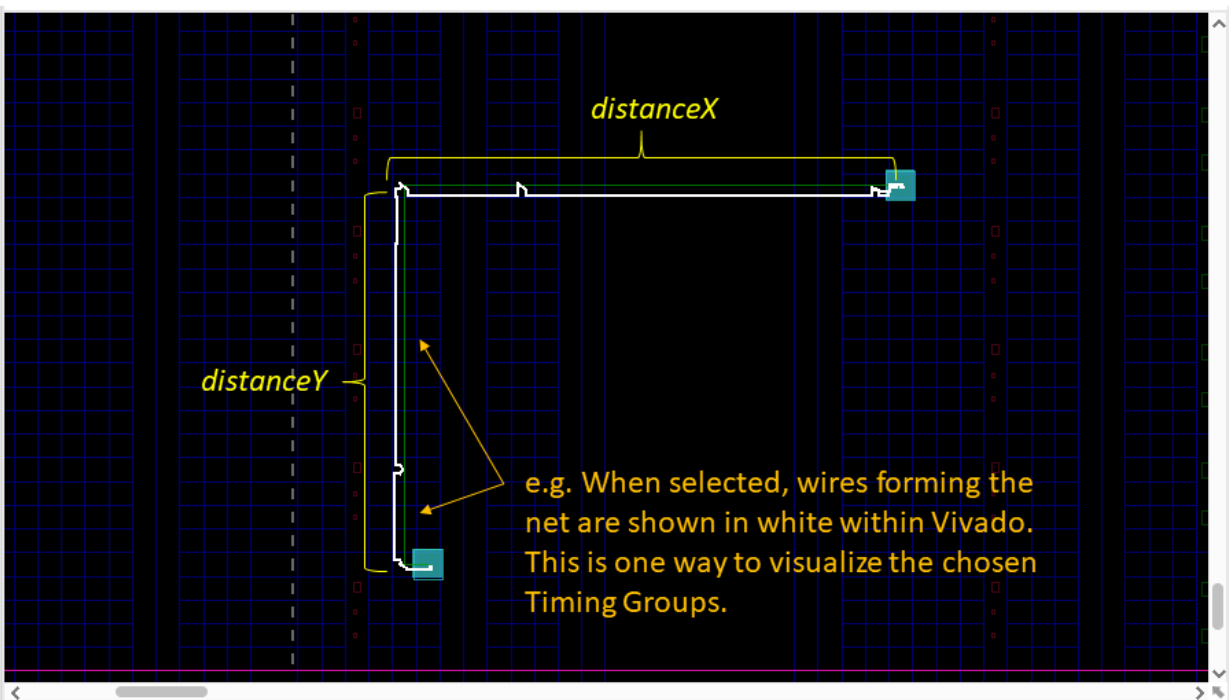 distanceX
distanceY
e.g. When selected, wires forming the
net are shown in white within Vivado.
This is one way to visualize the chosen
Timing Groups.